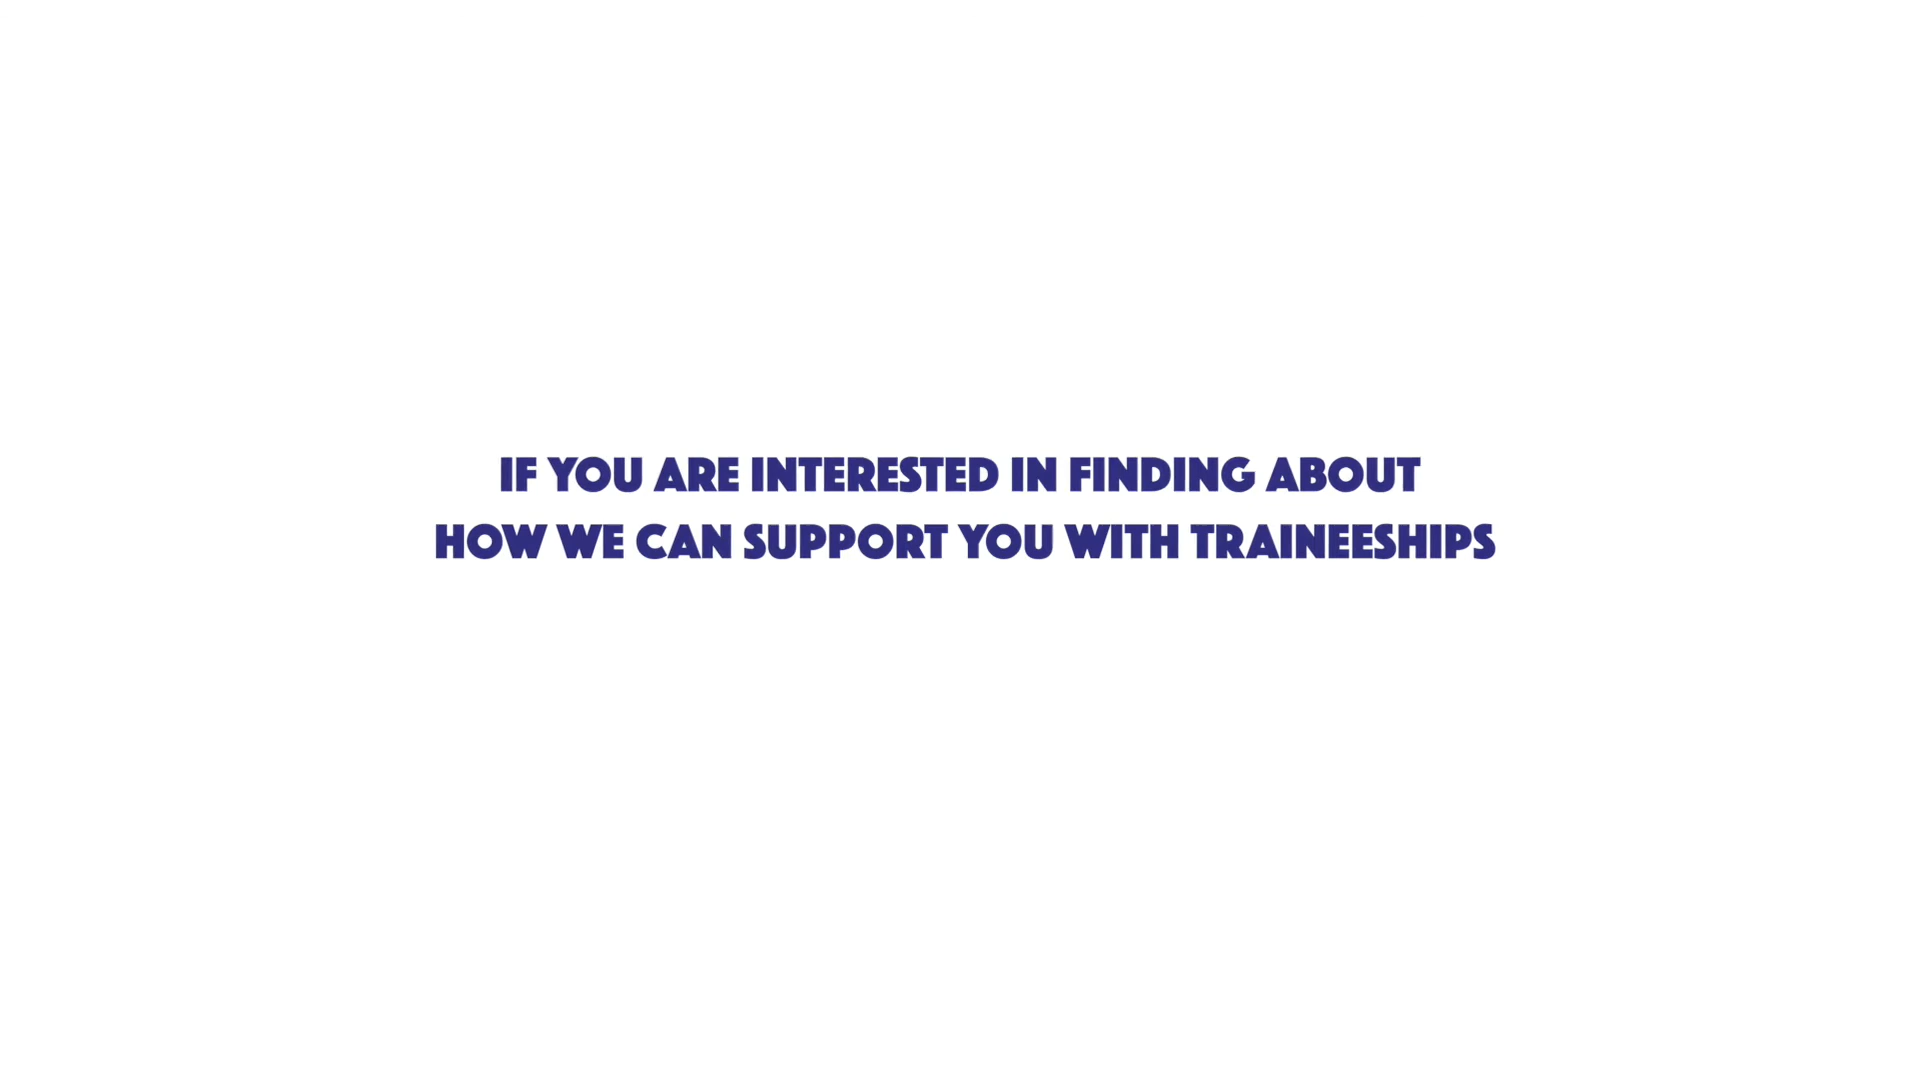 IF YOU ARE INTERESTED IN FINDING ABOUT
HOW WE CAN SUPPORT YOU WITH TRAINEESHIPS